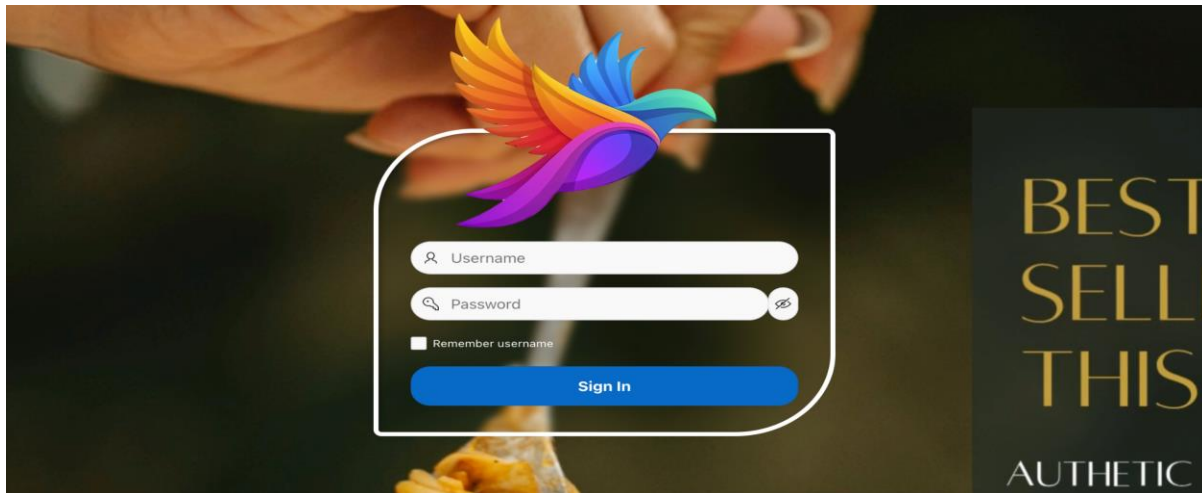 Username
Password
Remember username
Sign In
BEST
SELL
THIS
AUTHETIC